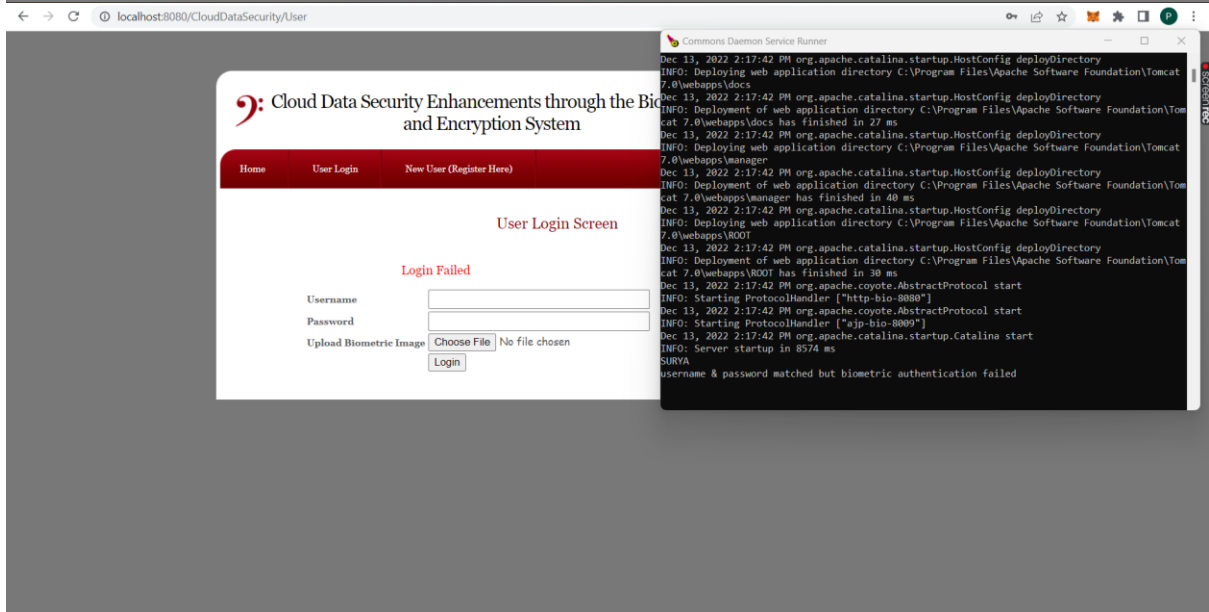 localhost:8080/CloudDataSecurity/User
P
Cloud Data Security Enhancements through the Bio
and Encryption System
Home User Login New User (Register Here)
User Login Screen
Login Failed
Username
Password
Upload Biometric Image Choose File No file chosen
Login
Commons Daemon Service Runner
Dec 13, 2022 2:17:42 PM org.apache.catalina.startup.HostConfig deployDirectory
INFO: Deploying web application directory C:\Program Files\Apache Software Foundation\Tomcat
7.0\webapps\docs
Dec 13, 2022 2:17:42 PM org.apache.catalina.startup.HostConfig deployDirectory
INFO: Deployment of web application directory C:\Program Files\Apache Software Foundation\Tom
cat 7.0\webapps\docs has finished in 27 ms
Dec 13, 2022 2:17:42 PM org.apache.catalina.startup.HostConfig deployDirectory
INFO: Deploying web application directory C:\Program Files\Apache Software Foundation\Tomcat
7.0\webapps\manager
Dec 13, 2022 2:17:42 PM org.apache.catalina.startup.HostConfig deployDirectory
INFO: Deployment of web application directory C:\Program Files\Apache Software Foundation\Tom
cat 7.0\webapps\manager has finished in 40 ms
Dec 13, 2022 2:17:42 PM org.apache.catalina.startup.HostConfig deployDirectory
INFO: Deploying web application directory C:\Program Files\Apache Software Foundation\Tomcat
7.0\webapps\ROOT
Dec 13, 2022 2:17:42 PM org.apache.catalina.startup.HostConfig deployDirectory
INFO: Deployment of web application directory C:\Program Files\Apache Software Foundation\Tom
cat 7.0\webapps\ROOT has finished in 30 ms
Dec 13, 2022 2:17:42 PM org.apache.coyote.AbstractProtocol start
INFO: Starting ProtocolHandler ["http-bio-8080"]
Dec 13, 2022 2:17:42 PM org.apache.coyote.AbstractProtocol start
INFO: Starting ProtocolHandler ["ajp-bio-8009"]
Dec 13, 2022 2:17:42 PM org.apache.catalina.startup.Catalina start
INFO: Server startup in 8574 ms
SURYA
username & password matched but biometric authentication failed
screenrec